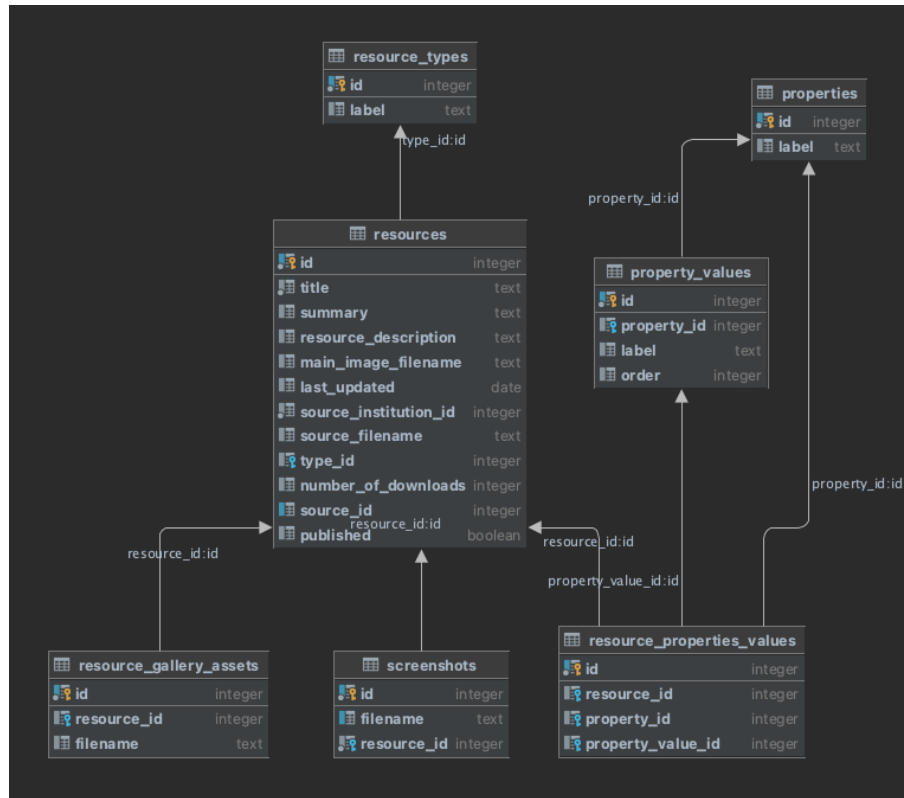 resource_types
id integer
label text
type_id:id
properties
id integer
label text
property_id:id
resources
id integer
title text
summary text
resource_description text
main_image_filename text
last_updated date
source_institution_id integer
source_filename text
type_id integer
number_of_downloads integer
source_id integer
published boolean
resource_id:id
property_values
id integer
property_id integer
label text
order integer
property_id:id
resource_id:id
resource_id:id
property_value_id:id
resource_gallery_assets
id integer
resource_id integer
filename text
screenshots
id integer
filename text
resource_id integer
resource_properties_values
id integer
resource_id integer
property_id integer
property_value_id integer